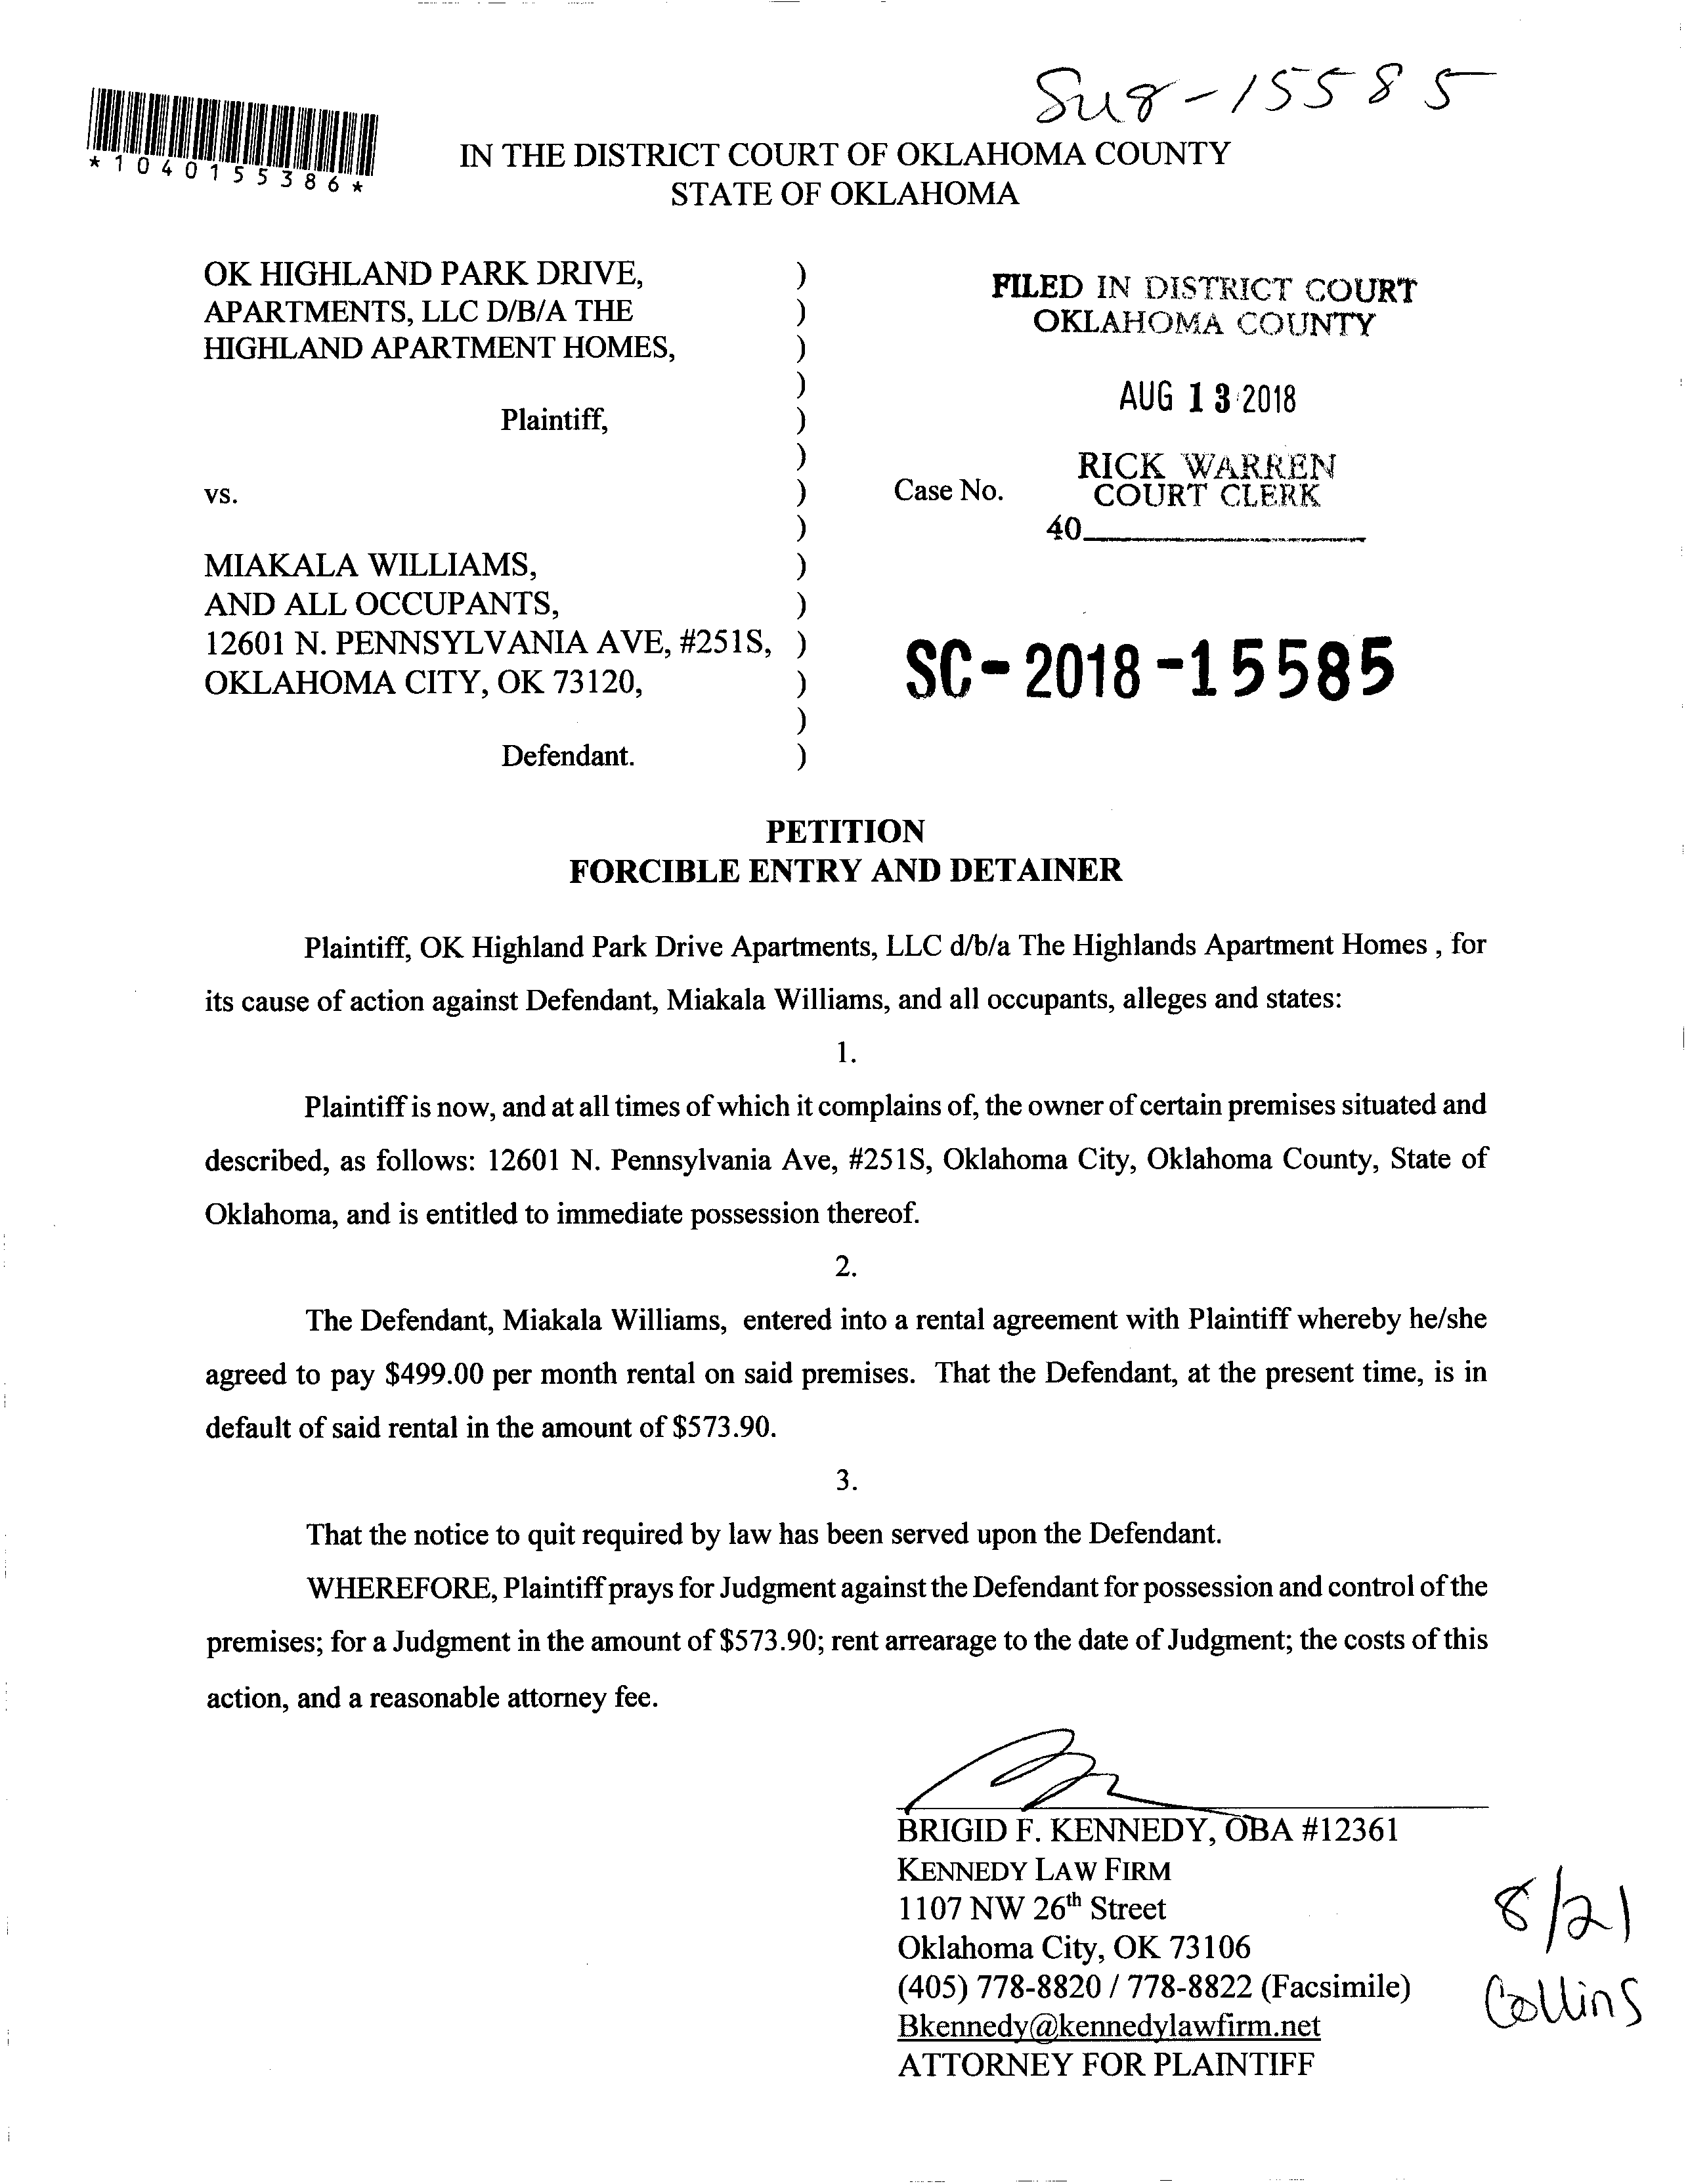 Su8-15585
*1040155386*
IN THE DISTRICT COURT OF OKLAHOMA COUNTY
STATE OF OKLAHOMA
OK HIGHLAND PARK DRIVE, )
APARTMENTS, LLC D/B/A THE )
HIGHLAND APARTMENT HOMES, )
)
Plaintiff, )
)
vs. )
)
MIAKALA WILLIAMS, )
AND ALL OCCUPANTS, )
12601 N. PENNSYLVANIA AVE, #251S, )
OKLAHOMA CITY, OK 73120, )
)
Defendant. )
FILED IN DISTRICT COURT
OKLAHOMA COUNTY
AUG 13 2018
RICK WARREN
Case No. COURT CLERK
40____________
SC-2018-15585
PETITION
FORCIBLE ENTRY AND DETAINER
Plaintiff, OK Highland Park Drive Apartments, LLC d/b/a The Highlands Apartment Homes , for
its cause of action against Defendant, Miakala Williams, and all occupants, alleges and states:
1.
Plaintiff is now, and at all times of which it complains of, the owner of certain premises situated and
described, as follows: 12601 N. Pennsylvania Ave, #251S, Oklahoma City, Oklahoma County, State of
Oklahoma, and is entitled to immediate possession thereof.
2.
The Defendant, Miakala Williams, entered into a rental agreement with Plaintiff whereby he/she
agreed to pay $499.00 per month rental on said premises. That the Defendant, at the present time, is in
default of said rental in the amount of $573.90.
3.
That the notice to quit required by law has been served upon the Defendant.
WHEREFORE, Plaintiff prays for Judgment against the Defendant for possession and control of the
premises; for a Judgment in the amount of $573.90; rent arrearage to the date of Judgment; the costs of this
action, and a reasonable attorney fee.
BRIGID F. KENNEDY, OBA #12361
KENNEDY LAW FIRM
1107 NW 26th Street
Oklahoma City, OK 73106
(405) 778-8820 / 778-8822 (Facsimile)
Bkennedy@kennedylawfirm.net
ATTORNEY FOR PLAINTIFF
8/21
Collins